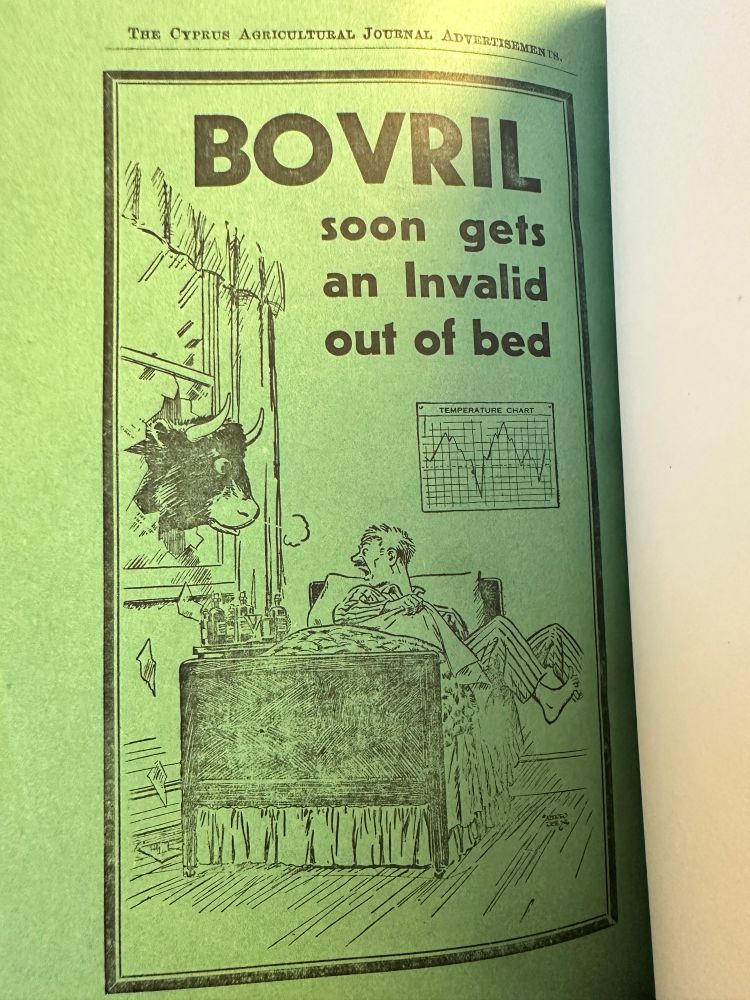 The Cyprus Agricultural Journal Advertisements.
BOVRIL
soon gets
an Invalid
out of bed
TEMPERATURE CHART